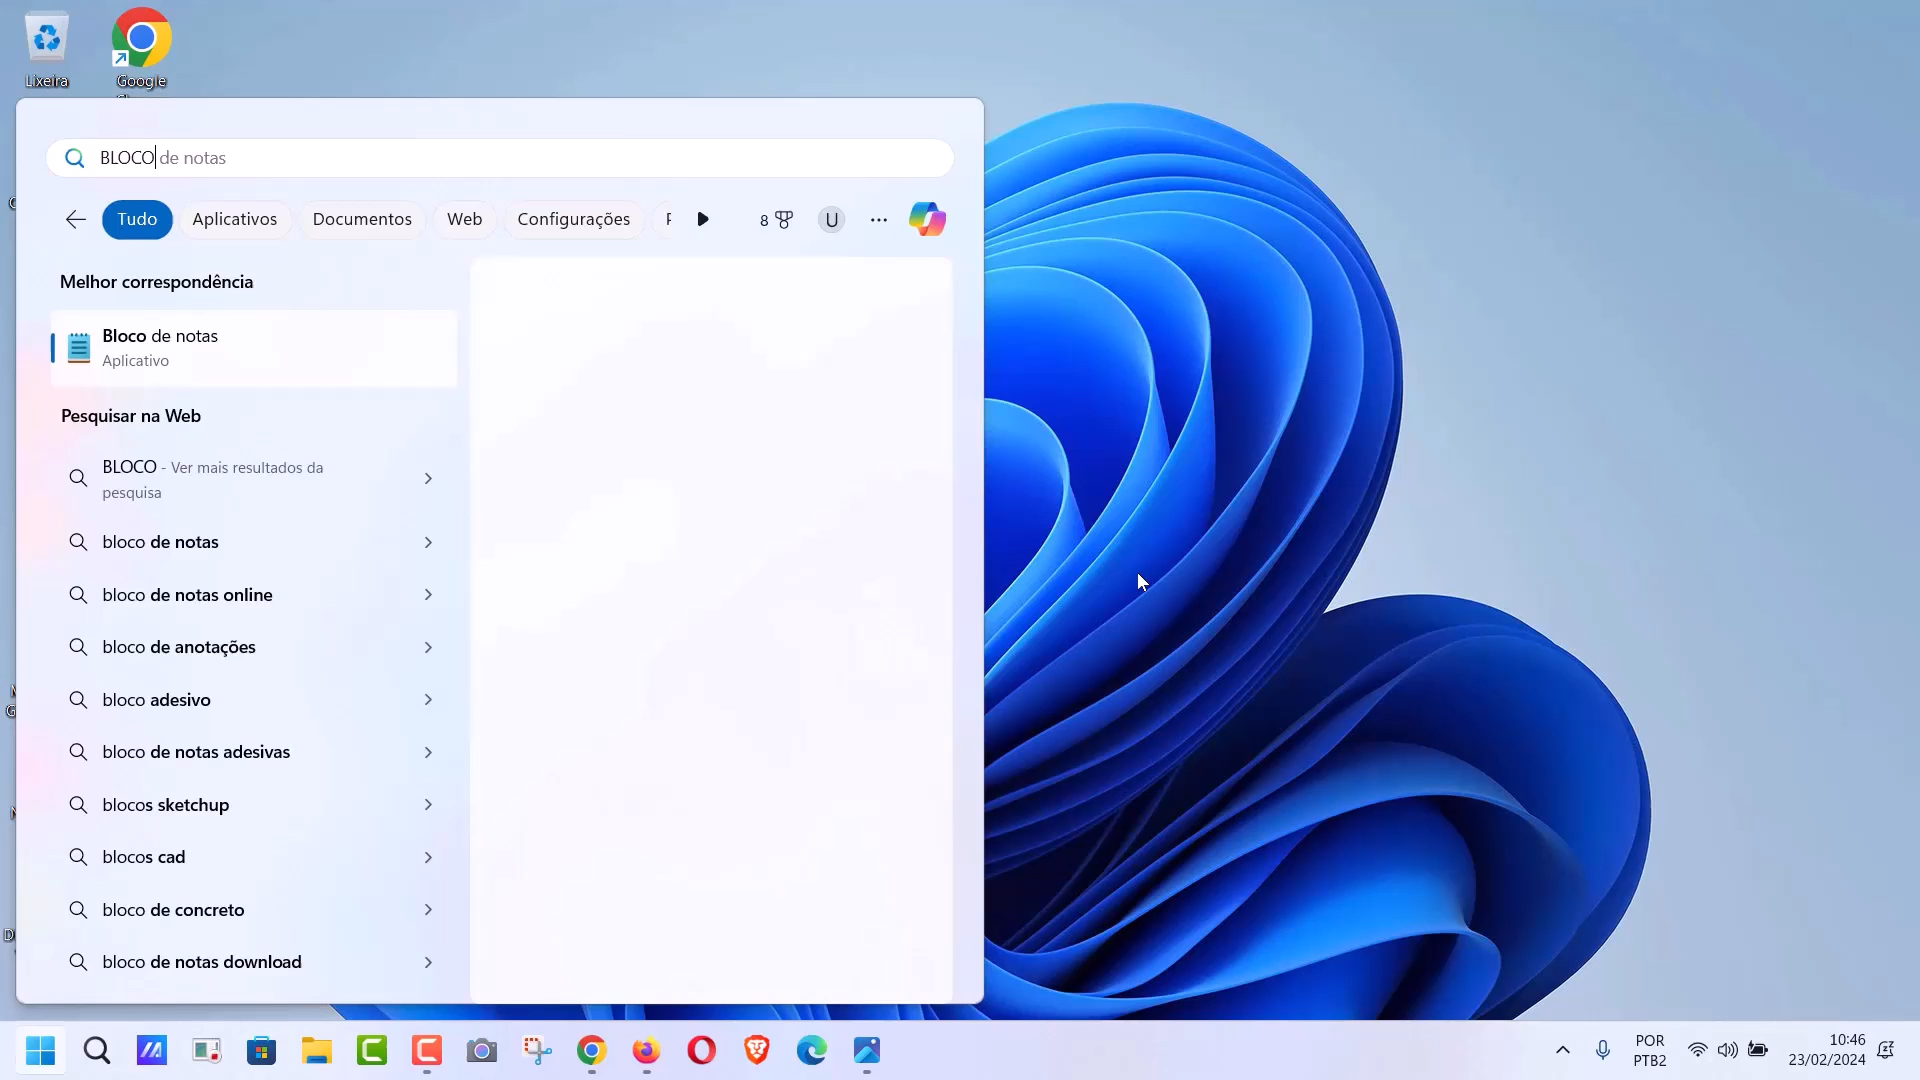 Lixeira
Google
BLOCO de notas
Tudo
Aplicativos
Documentos
Web
Configurações
8
U
Melhor correspondência
Bloco de notas
Aplicativo
Pesquisar na Web
BLOCO - Ver mais resultados da
pesquisa
bloco de notas
bloco de notas online
bloco de anotações
bloco adesivo
bloco de notas adesivas
blocos sketchup
blocos cad
bloco de concreto
bloco de notas download
POR
PTB2
10:46
23/02/2024